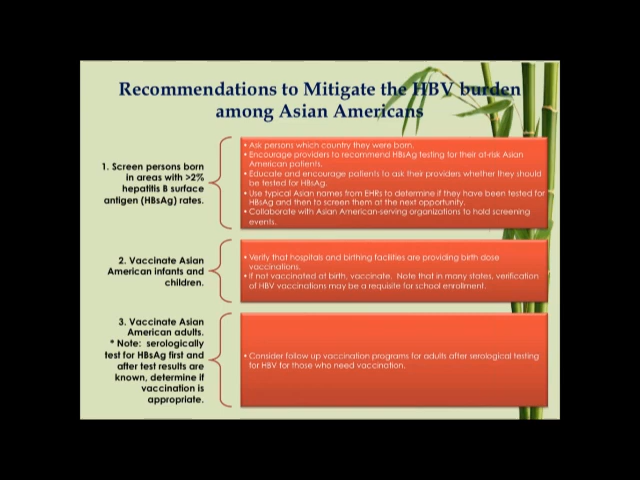 Recommendations to Mitigate the HBV burden
among Asian Americans
1. Screen persons born
in areas with >2%
hepatitis B surface
antigen (HBsAg) rates.
• Ask persons which country they were born.
• Encourage providers to recommend HBsAg testing for their at-risk Asian
American patients.
• Educate and encourage patients to ask their providers whether they should
be tested for HBsAg.
• Use typical Asian names from EHRs to determine if they have been tested for
HBsAg and then to screen them at the next opportunity.
• Collaborate with Asian American-serving organizations to hold screening
events.
2. Vaccinate Asian
American infants and
children.
• Verify that hospitals and birthing facilities are providing birth dose
vaccinations.
• If not vaccinated at birth, vaccinate. Note that in many states, verification
of HBV vaccinations may be a requisite for school enrollment.
3. Vaccinate Asian
American adults.
* Note: serologically
test for HBsAg first and
after test results are
known, determine if
vaccination is
appropriate.
• Consider follow up vaccination programs for adults after serological testing
for HBV for those who need vaccination.